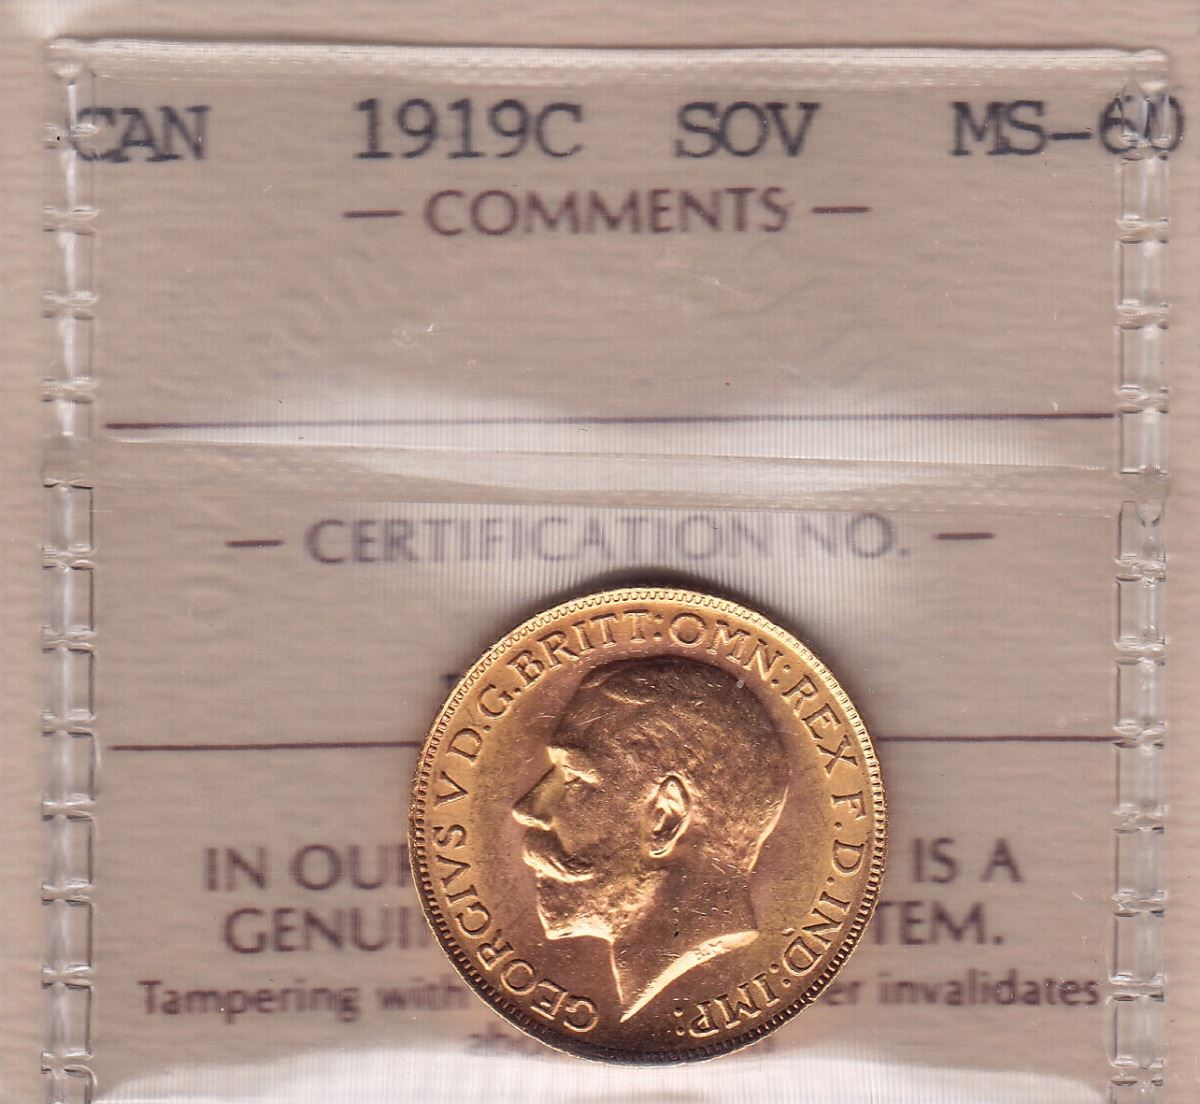 CAN 1919C SOV MS-60
— COMMENTS —
— CERTIFICATION NO. —
GEORGIVS V D.G.BRITT:OMN:REX F.D.IND:IMP:
IN OU IS A
GENUI TEM.
Tampering with er invalidates